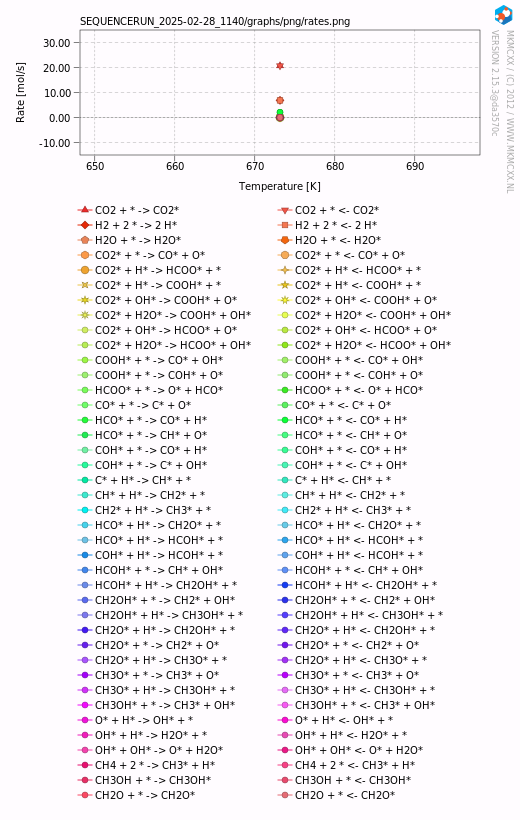 SEQUENCERUN_2025-02-28_1140/graphs/png/rates.png
MKMCXX / (C) 2012 / WWW.MKMCXX.NL
VERSION 2.15.3@da3570c
Rate [mol/s]
30.00
20.00
10.00
0.00
-10.00
650 660 670 680 690
Temperature [K]
CO2 + * -> CO2* CO2 + * <- CO2*
H2 + 2 * -> 2 H* H2 + 2 * <- 2 H*
H2O + * -> H2O* H2O + * <- H2O*
CO2* + * -> CO* + O* CO2* + * <- CO* + O*
CO2* + H* -> HCOO* + * CO2* + H* <- HCOO* + *
CO2* + H* -> COOH* + * CO2* + H* <- COOH* + *
CO2* + OH* -> COOH* + O* CO2* + OH* <- COOH* + O*
CO2* + H2O* -> COOH* + OH* CO2* + H2O* <- COOH* + OH*
CO2* + OH* -> HCOO* + O* CO2* + OH* <- HCOO* + O*
CO2* + H2O* -> HCOO* + OH* CO2* + H2O* <- HCOO* + OH*
COOH* + * -> CO* + OH* COOH* + * <- CO* + OH*
COOH* + * -> COH* + O* COOH* + * <- COH* + O*
HCOO* + * -> O* + HCO* HCOO* + * <- O* + HCO*
CO* + * -> C* + O* CO* + * <- C* + O*
HCO* + * -> CO* + H* HCO* + * <- CO* + H*
HCO* + * -> CH* + O* HCO* + * <- CH* + O*
COH* + * -> CO* + H* COH* + * <- CO* + H*
COH* + * -> C* + OH* COH* + * <- C* + OH*
C* + H* -> CH* + * C* + H* <- CH* + *
CH* + H* -> CH2* + * CH* + H* <- CH2* + *
CH2* + H* -> CH3* + * CH2* + H* <- CH3* + *
HCO* + H* -> CH2O* + * HCO* + H* <- CH2O* + *
HCO* + H* -> HCOH* + * HCO* + H* <- HCOH* + *
COH* + H* -> HCOH* + * COH* + H* <- HCOH* + *
HCOH* + * -> CH* + OH* HCOH* + * <- CH* + OH*
HCOH* + H* -> CH2OH* + * HCOH* + H* <- CH2OH* + *
CH2OH* + * -> CH2* + OH* CH2OH* + * <- CH2* + OH*
CH2OH* + H* -> CH3OH* + * CH2OH* + H* <- CH3OH* + *
CH2O* + H* -> CH2OH* + * CH2O* + H* <- CH2OH* + *
CH2O* + * -> CH2* + O* CH2O* + * <- CH2* + O*
CH2O* + H* -> CH3O* + * CH2O* + H* <- CH3O* + *
CH3O* + * -> CH3* + O* CH3O* + * <- CH3* + O*
CH3O* + H* -> CH3OH* + * CH3O* + H* <- CH3OH* + *
CH3OH* + * -> CH3* + OH* CH3OH* + * <- CH3* + OH*
O* + H* -> OH* + * O* + H* <- OH* + *
OH* + H* -> H2O* + * OH* + H* <- H2O* + *
OH* + OH* -> O* + H2O* OH* + OH* <- O* + H2O*
CH4 + 2 * -> CH3* + H* CH4 + 2 * <- CH3* + H*
CH3OH + * -> CH3OH* CH3OH + * <- CH3OH*
CH2O + * -> CH2O* CH2O + * <- CH2O*